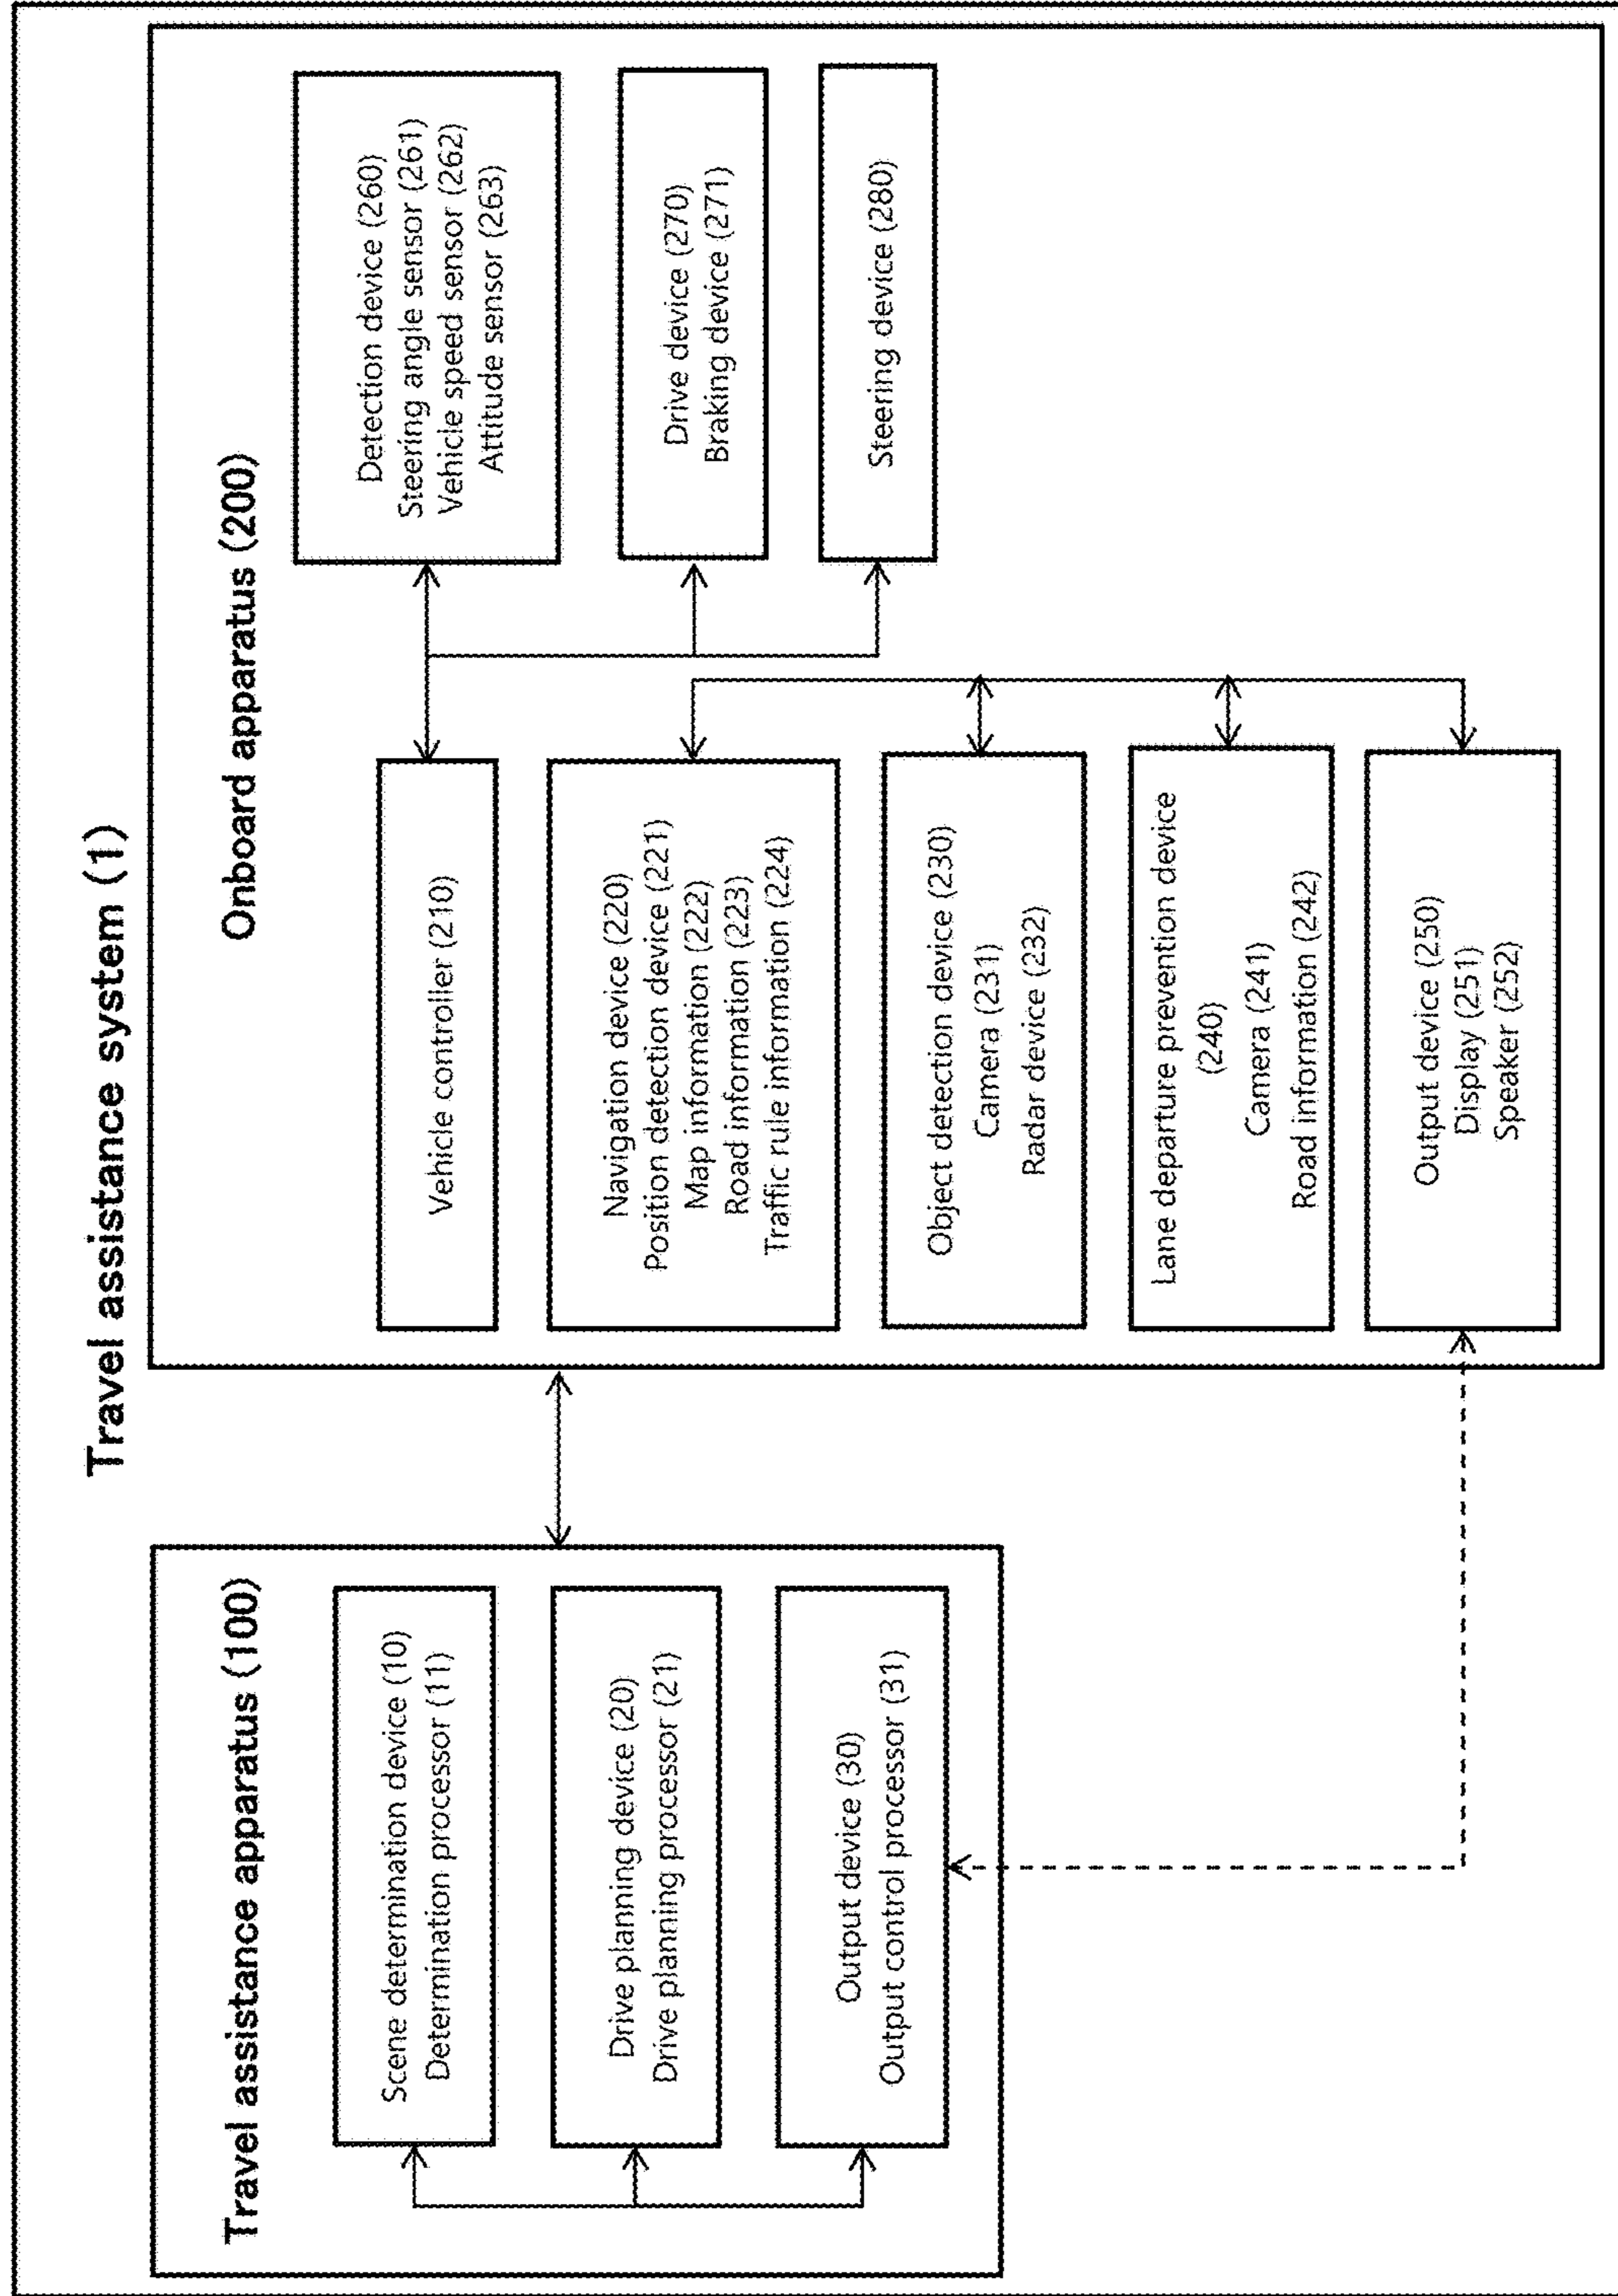 Travel assistance system (1)
Travel assistance apparatus (100)
Scene determination device (10)
Determination processor (11)
Drive planning device (20)
Drive planning processor (21)
Output device (30)
Output control processor (31)
Onboard apparatus (200)
Vehicle controller (210)
Navigation device (220)
Position detection device (221)
Map information (222)
Road information (223)
Traffic rule information (224)
Object detection device (230)
Camera (231)
Radar device (232)
Lane departure prevention device
(240)
Camera (241)
Road information (242)
Output device (250)
Display (251)
Speaker (252)
Detection device (260)
Steering angle sensor (261)
Vehicle speed sensor (262)
Attitude sensor (263)
Drive device (270)
Braking device (271)
Steering device (280)